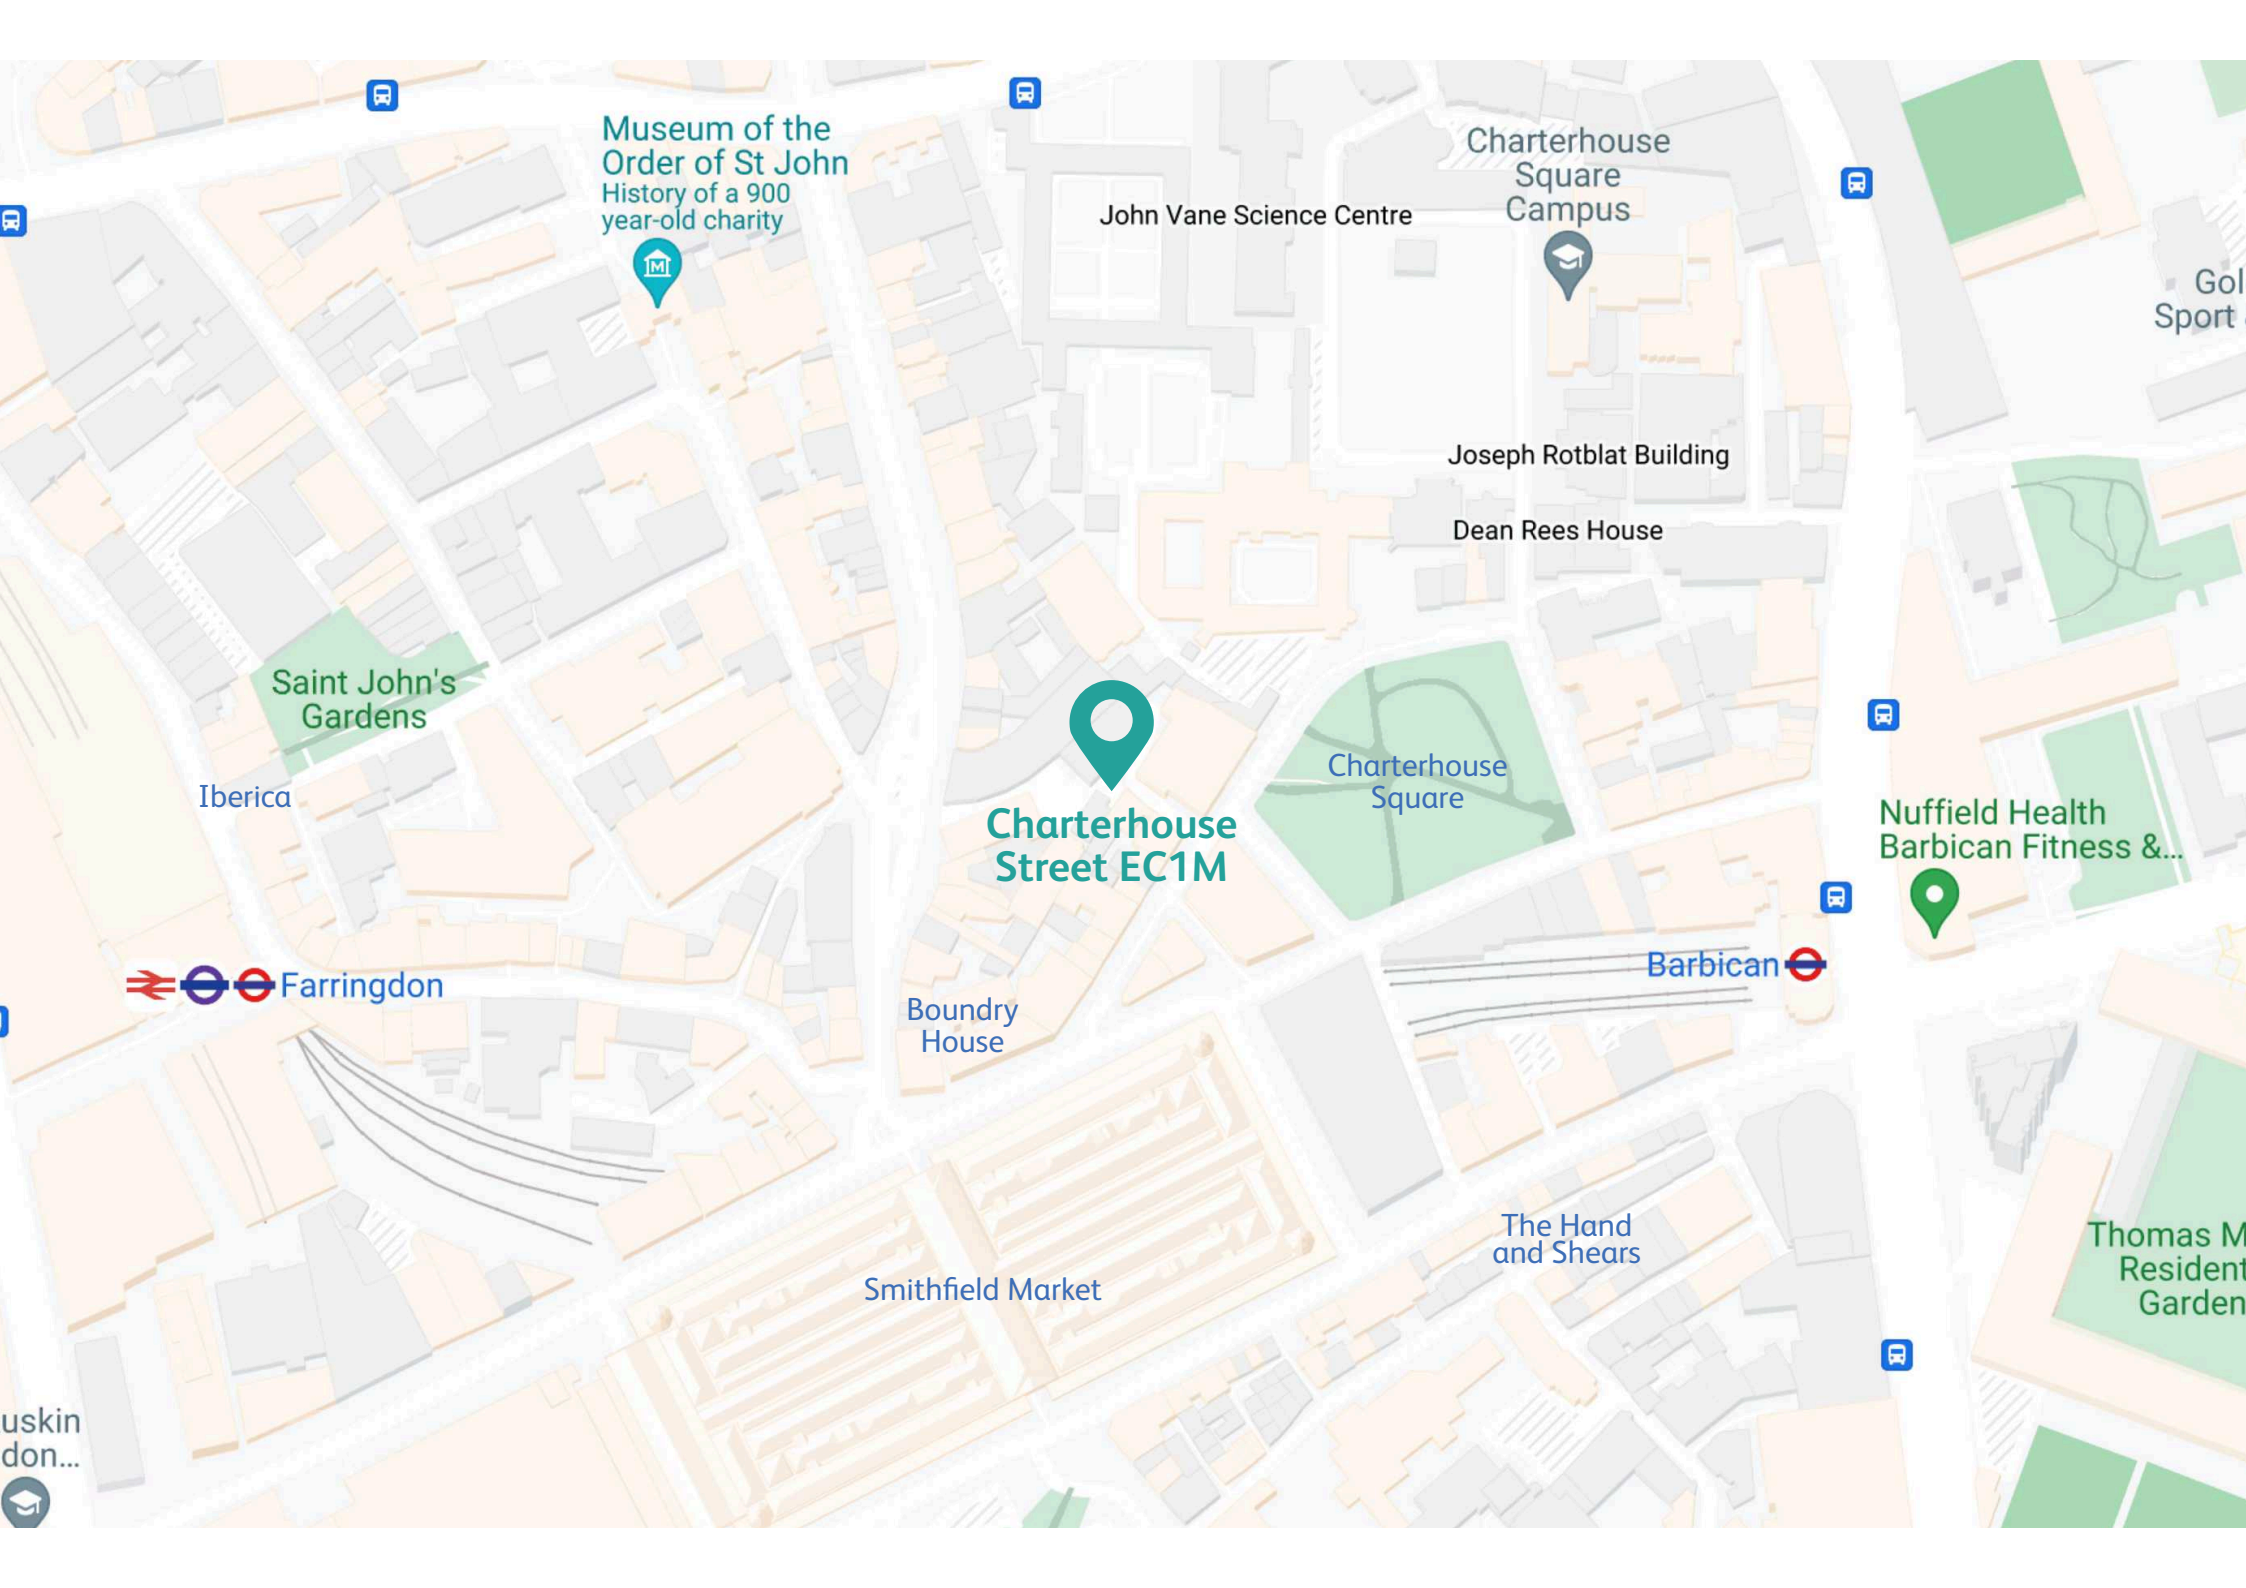 Museum of the
Order of St John
History of a 900
year-old charity
Charterhouse
Square
Campus
John Vane Science Centre
Gol
Sport
Joseph Rotblat Building
Dean Rees House
Saint John's
Gardens
Iberica
Charterhouse
Square
Charterhouse
Street EC1M
Nuffield Health
Barbican Fitness &...
Barbican
Farringdon
Boundry
House
The Hand
and Shears
Smithfield Market
Thomas M
Resident
Garden
uskin
don...